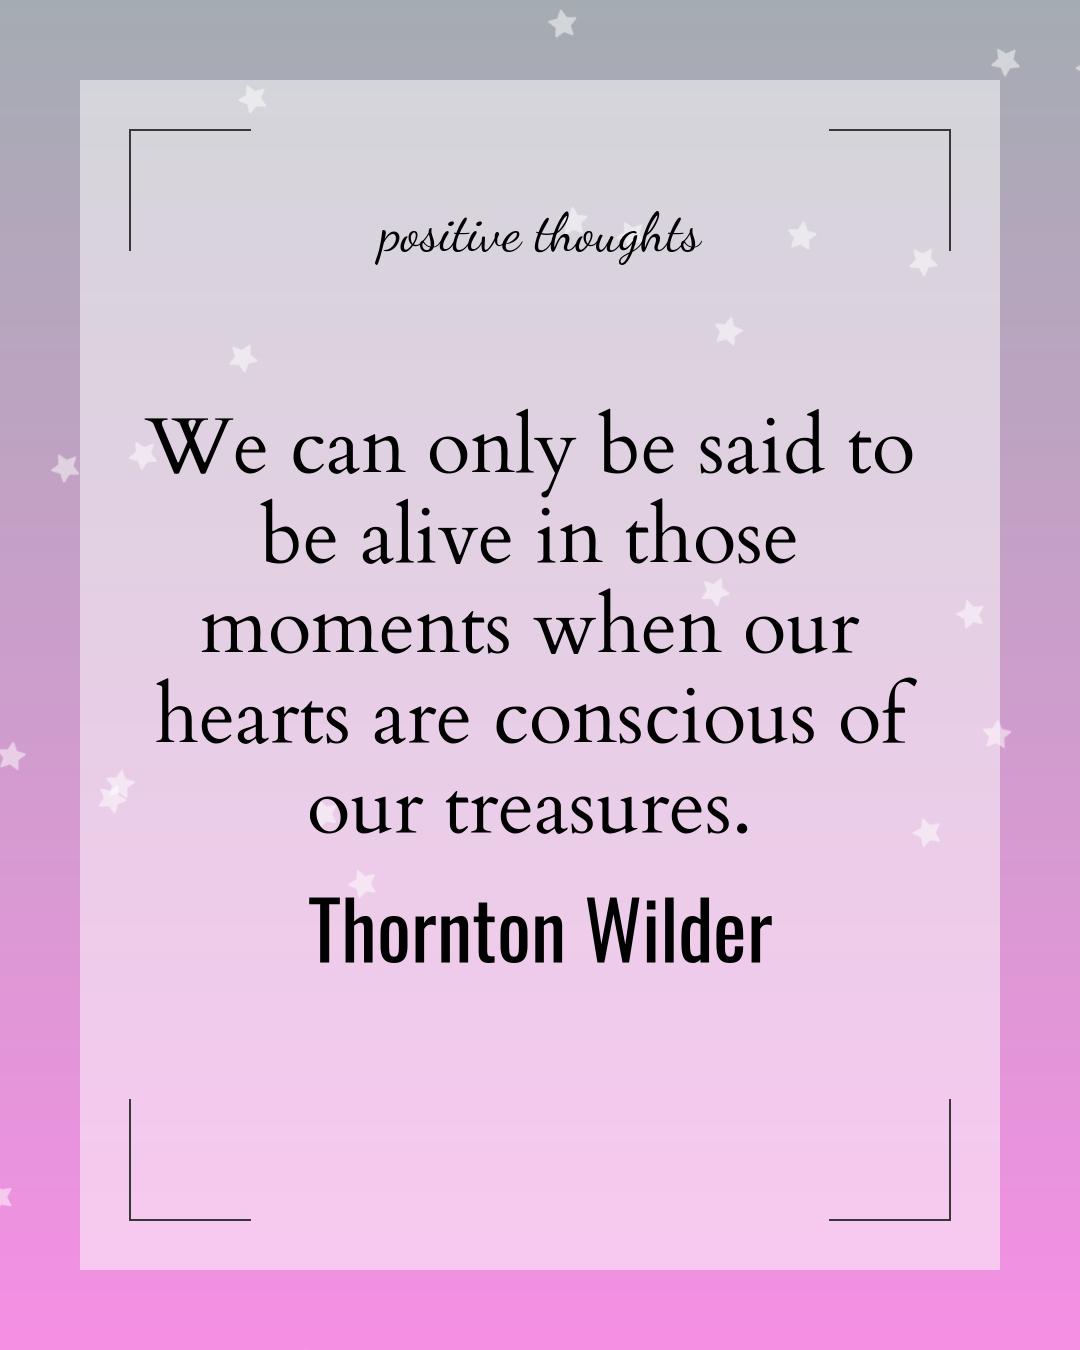 positive thoughts
We can only be said to
be alive in those
moments when our
hearts are conscious of
our treasures.
Thornton Wilder